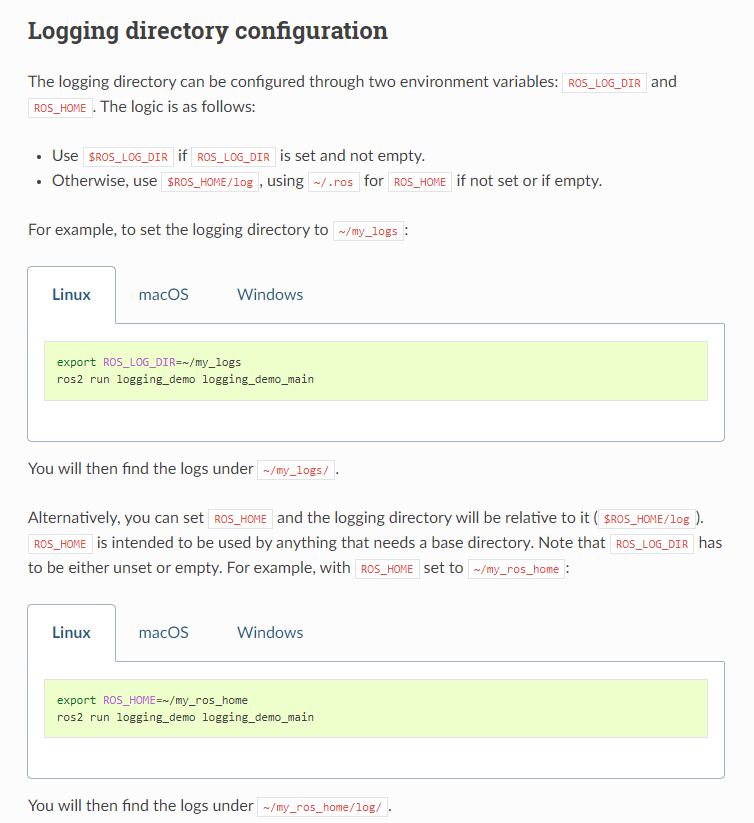 Logging directory configuration
The logging directory can be configured through two environment variables: ROS_LOG_DIR and
ROS_HOME . The logic is as follows:
• Use $ROS_LOG_DIR if ROS_LOG_DIR is set and not empty.
• Otherwise, use $ROS_HOME/log , using ~/.ros for ROS_HOME if not set or if empty.
For example, to set the logging directory to ~/my_logs :
Linux macOS Windows
export ROS_LOG_DIR=~/my_logs
ros2 run logging_demo logging_demo_main
You will then find the logs under ~/my_logs/ .
Alternatively, you can set ROS_HOME and the logging directory will be relative to it ( $ROS_HOME/log ).
ROS_HOME is intended to be used by anything that needs a base directory. Note that ROS_LOG_DIR has
to be either unset or empty. For example, with ROS_HOME set to ~/my_ros_home :
Linux macOS Windows
export ROS_HOME=~/my_ros_home
ros2 run logging_demo logging_demo_main
You will then find the logs under ~/my_ros_home/log/ .